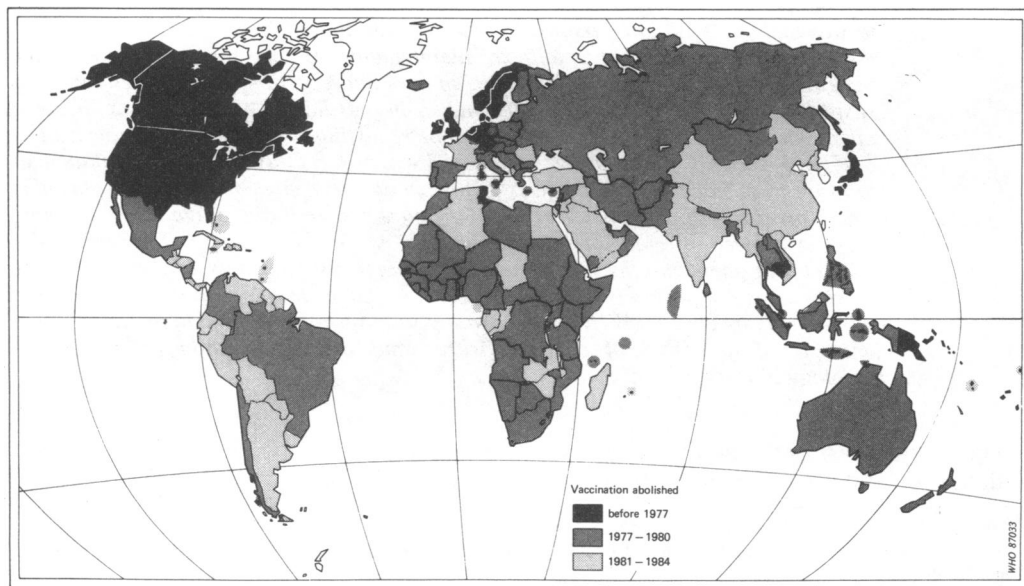 Vaccination abolished
before 1977
1977 – 1980
1981 – 1984
WHO 87033